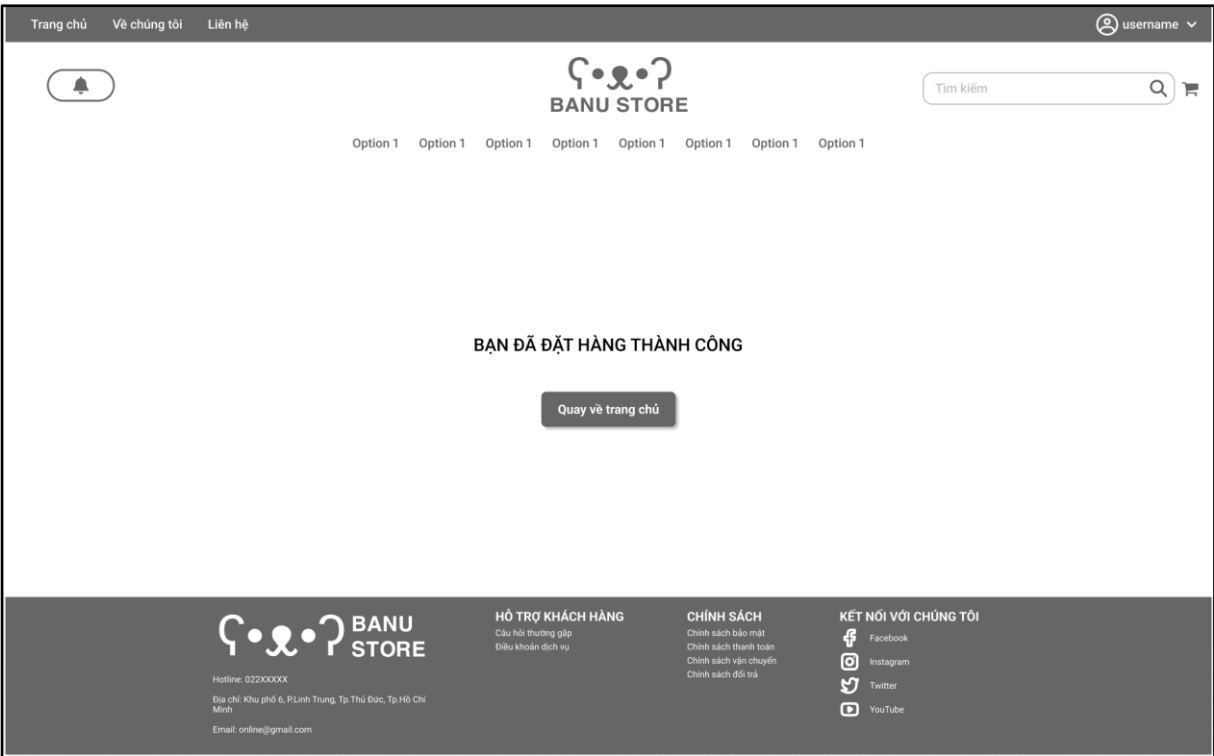 Trang chủ Về chúng tôi Liên hệ username
BANU STORE
Tìm kiếm
Option 1 Option 1 Option 1 Option 1 Option 1 Option 1 Option 1 Option 1
BẠN ĐÃ ĐẶT HÀNG THÀNH CÔNG
Quay về trang chủ
BANU
STORE
Hotline: 022XXXXX
Địa chỉ: Khu phố 6, P.Linh Trung, Tp.Thủ Đức, Tp.Hồ Chí
Minh
Email: online@gmail.com
HỖ TRỢ KHÁCH HÀNG
Câu hỏi thường gặp
Điều khoản dịch vụ
CHÍNH SÁCH
Chính sách bảo mật
Chính sách thanh toán
Chính sách vận chuyển
Chính sách đổi trả
KẾT NỐI VỚI CHÚNG TÔI
Facebook
Instagram
Twitter
YouTube